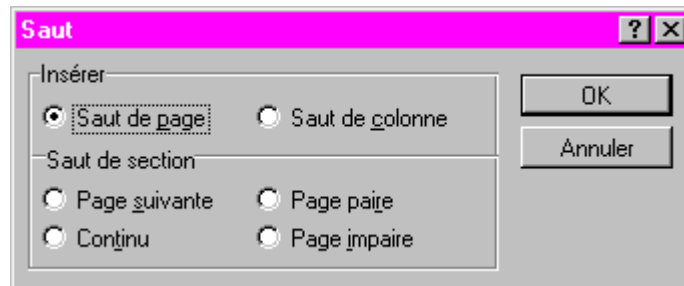 Saut
Insérer
Saut de page Saut de colonne
OK
Annuler
Saut de section
Page suivante Page paire
Continu Page impaire